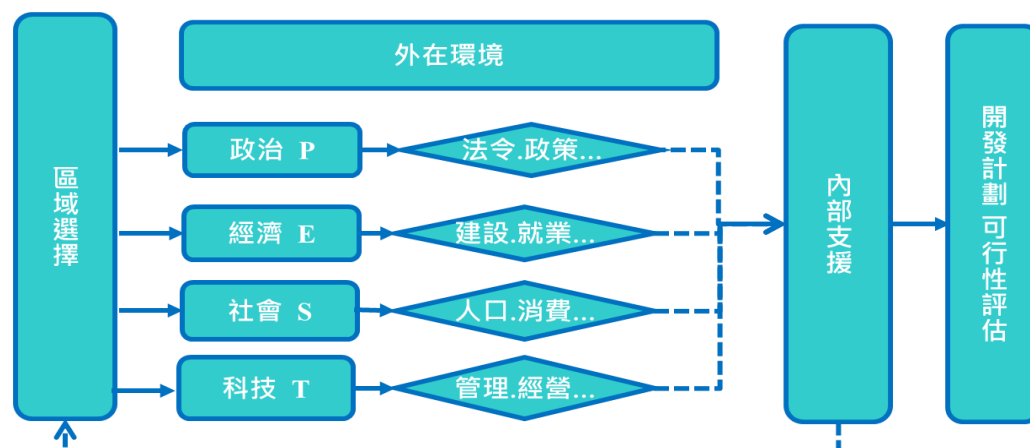 外在環境
區域選擇
政治 P
法令.政策...
經濟 E
建設.就業...
社會 S
人口.消費...
科技 T
管理.經營...
內部支援
開發計劃 可行性評估